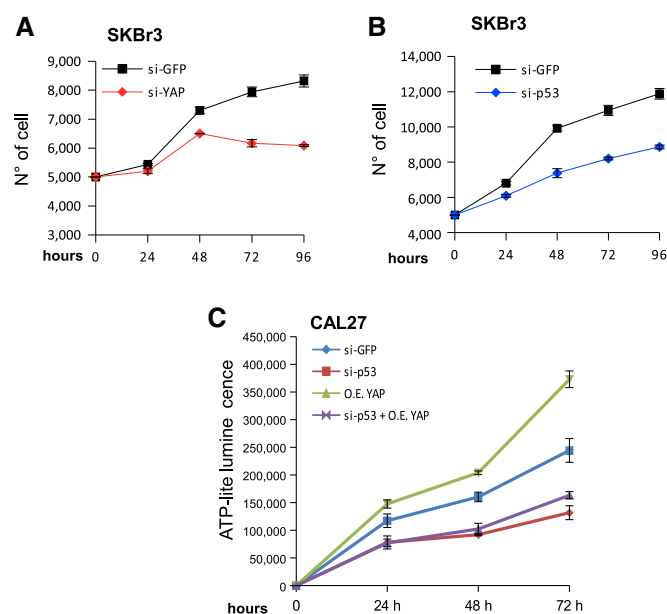 A
SKBr3
9,000
8,000
7,000
6,000
5,000
4,000
3,000
N° of cell
si-GFP
si-YAP
hours
0 24 48 72 96
B
SKBr3
14,000
12,000
10,000
8,000
6,000
4,000
N° of cell
si-GFP
si-p53
hours
0 24 48 72 96
C
CAL27
450,000
400,000
350,000
300,000
250,000
200,000
150,000
100,000
50,000
0
ATP-lite lumine cence
si-GFP
si-p53
O.E. YAP
si-p53 + O.E. YAP
hours
0 24 h 48 h 72 h